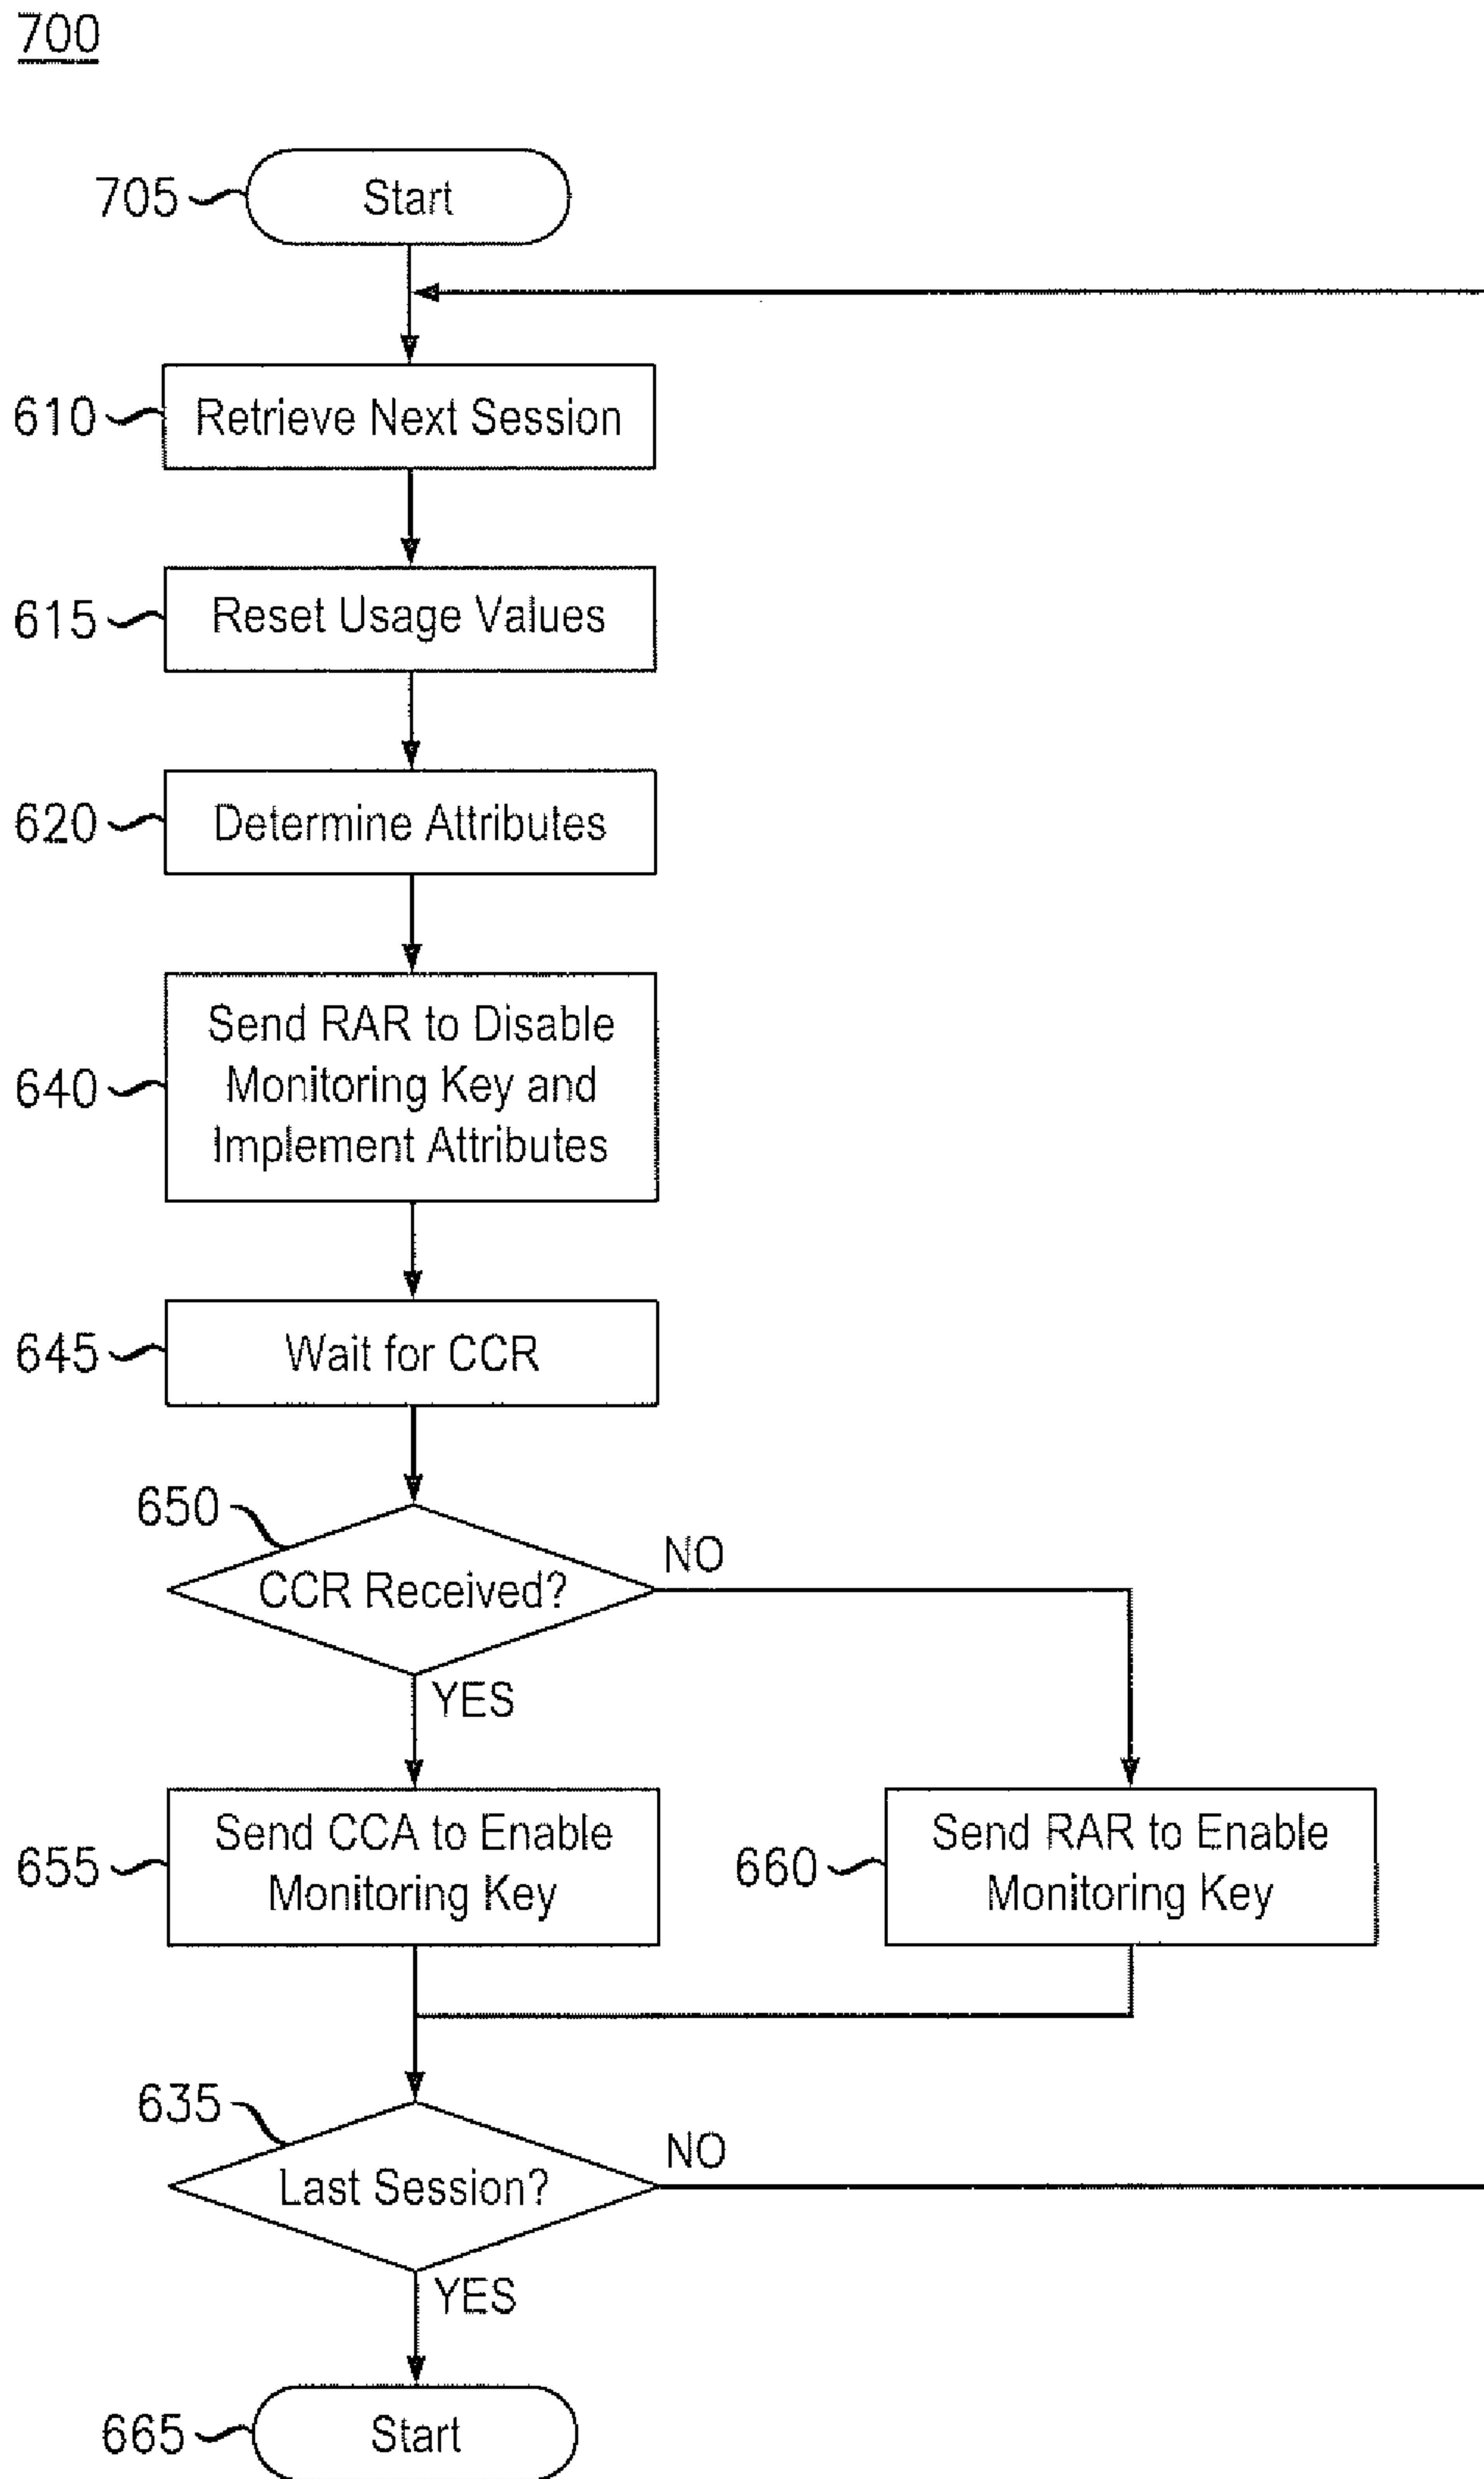 700
705
Start
610
Retrieve Next Session
615
Reset Usage Values
620
Determine Attributes
640
Send RAR to Disable
Monitoring Key and
Implement Attributes
645
Wait for CCR
650
CCR Received?
NO
YES
655
Send CCA to Enable
Monitoring Key
660
Send RAR to Enable
Monitoring Key
635
Last Session?
NO
YES
665
Start